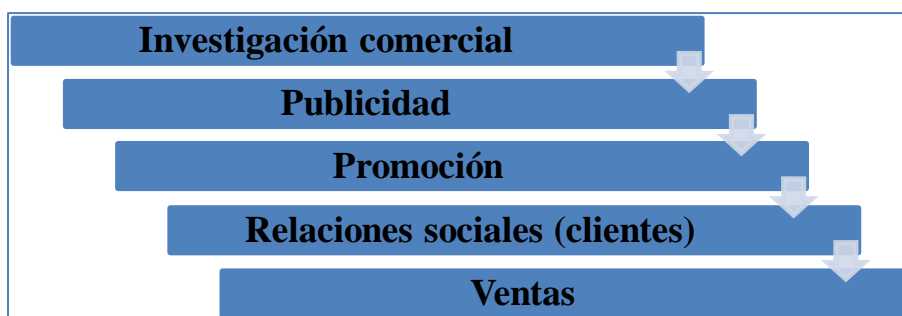 Investigación comercial
Publicidad
Promoción
Relaciones sociales (clientes)
Ventas